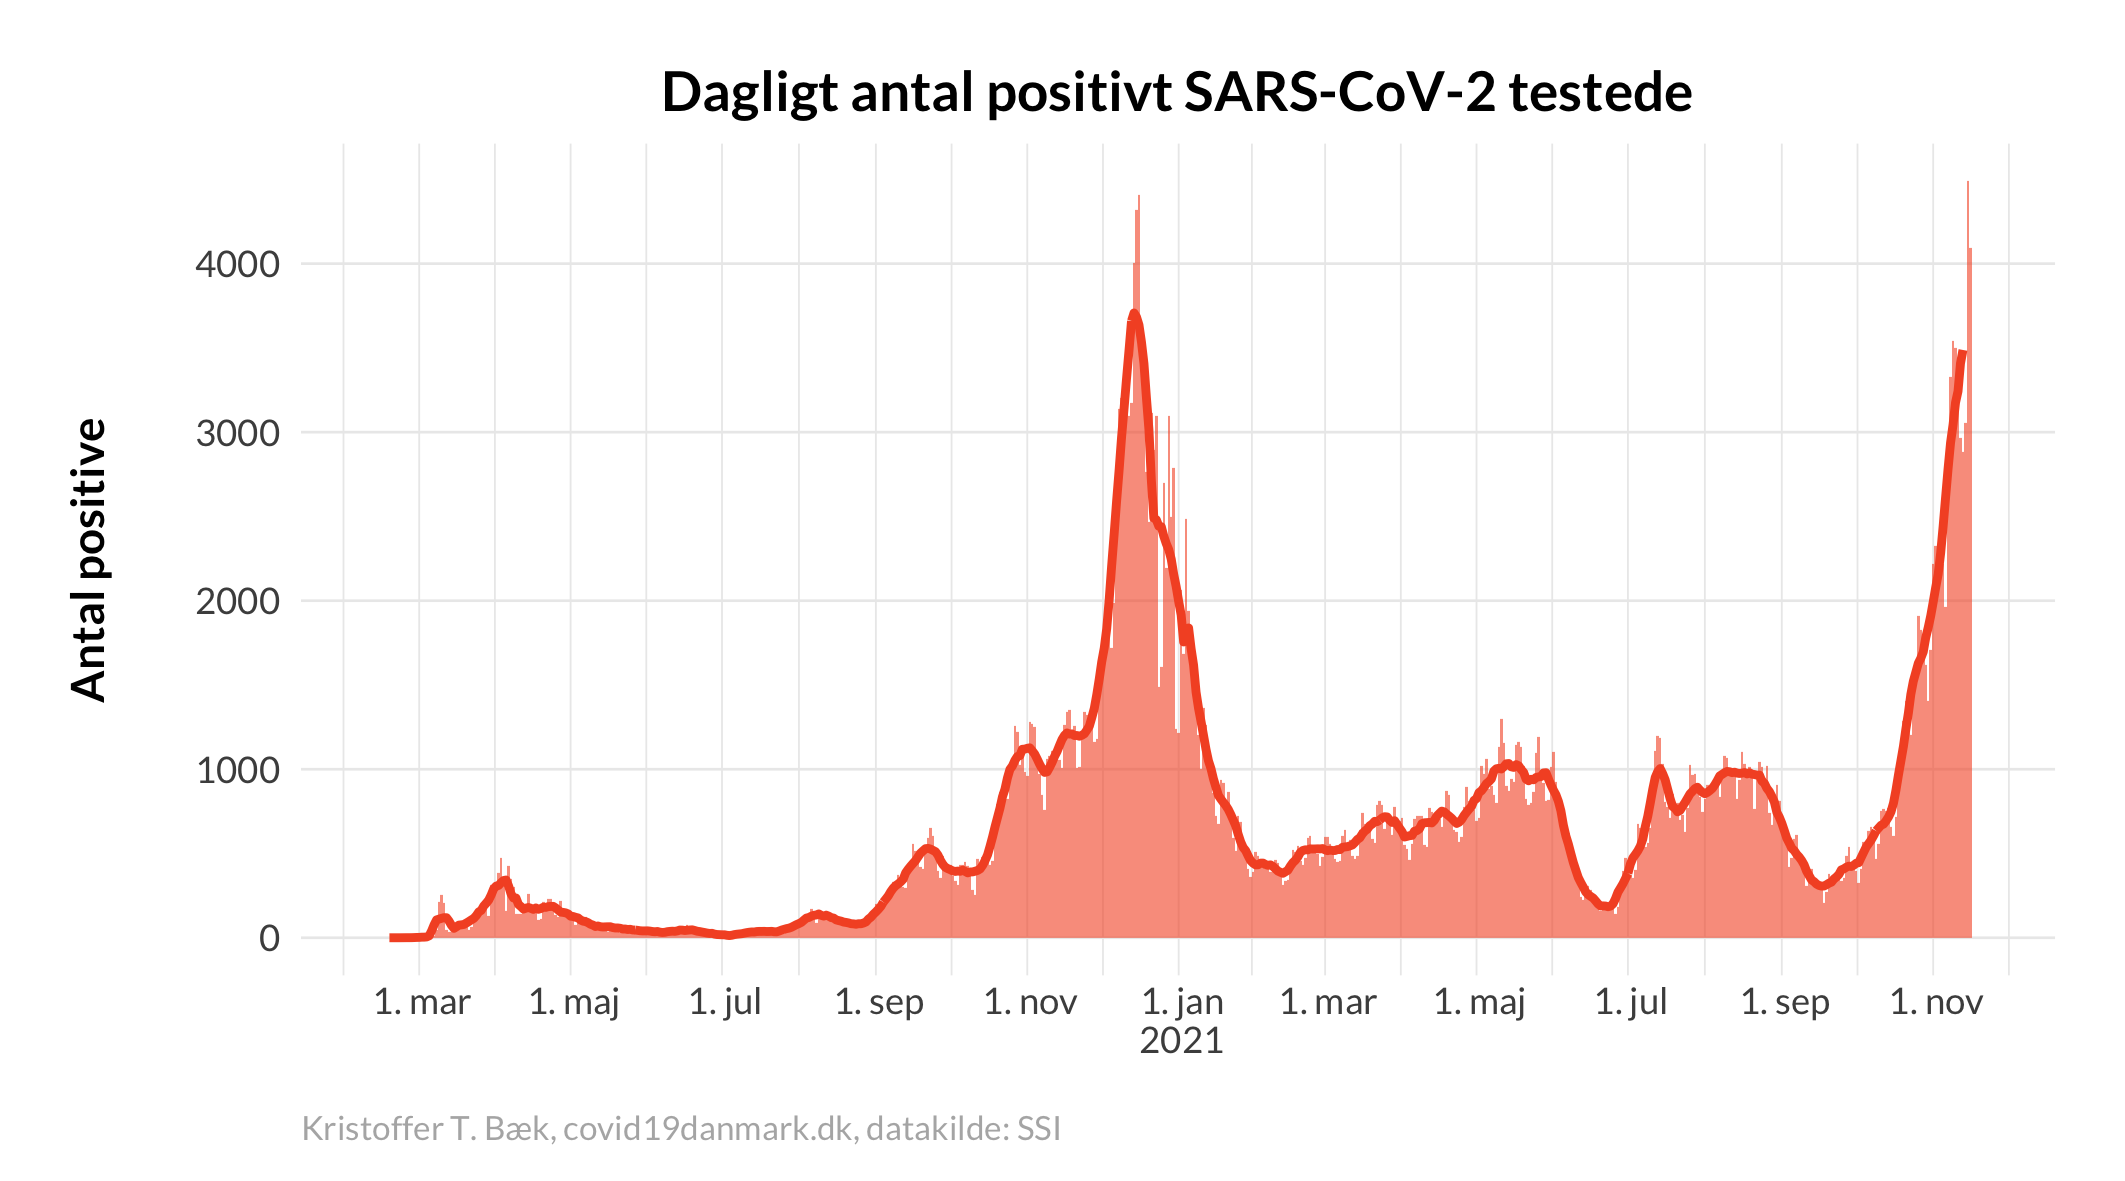 Dagligt antal positivt SARS-CoV-2 testede
Antal positive
4000
3000
2000
1000
0
1. mar 1. maj 1. jul 1. sep 1. nov 1. jan 1. mar 1. maj 1. jul 1. sep 1. nov
2021
Kristoffer T. Bæk, covid19danmark.dk, datakilde: SSI